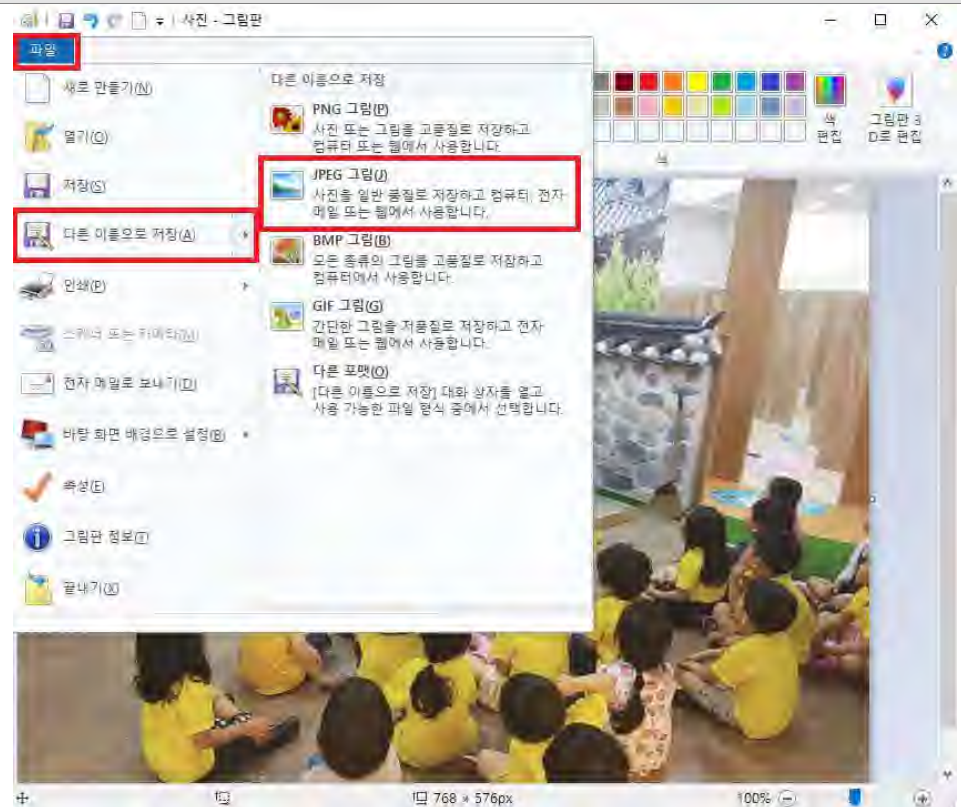 사진 - 그림판
파일
새로 만들기(N)
열기(O)
저장(S)
다른 이름으로 저장(A)
인쇄(P)
스캐너 또는 카메라(M)
전자 메일로 보내기(D)
바탕 화면 배경으로 설정(B)
속성(E)
그림판 정보(T)
끝내기(X)
다른 이름으로 저장
PNG 그림(P)
사진 또는 그림을 고품질로 저장하고
컴퓨터 또는 웹에서 사용합니다.
JPEG 그림(J)
사진을 일반 품질로 저장하고 컴퓨터, 전자
메일 또는 웹에서 사용합니다.
BMP 그림(B)
모든 종류의 그림을 고품질로 저장하고
컴퓨터에서 사용합니다.
GIF 그림(G)
간단한 그림을 저품질로 저장하고 전자
메일 또는 웹에서 사용합니다.
다른 포맷(O)
[다른 이름으로 저장] 대화 상자를 열고
사용 가능한 파일 형식 중에서 선택합니다.
색
편집
그림판 3
D로 편집
색
768 × 576px
100%